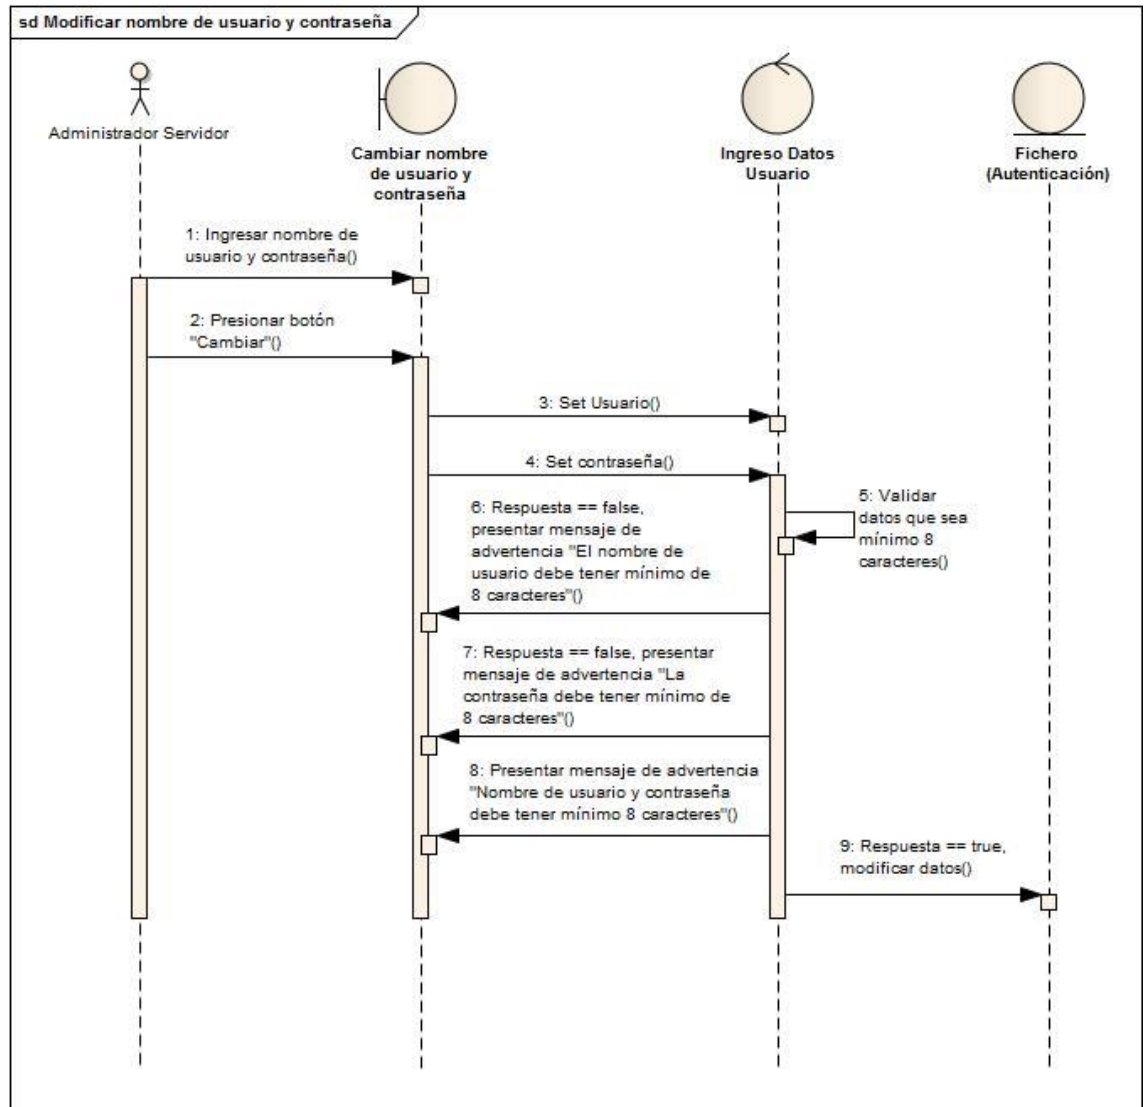 sd Modificar nombre de usuario y contraseña
Administrador Servidor
Cambiar nombre
de usuario y
contraseña
Ingreso Datos
Usuario
Fichero
(Autenticación)
1: Ingresar nombre de
usuario y contraseña()
2: Presionar botón
"Cambiar"()
3: Set Usuario()
4: Set contraseña()
5: Validar
datos que sea
mínimo 8
caracteres()
6: Respuesta == false,
presentar mensaje de
advertencia "El nombre de
usuario debe tener mínimo de
8 caracteres"()
7: Respuesta == false, presentar
mensaje de advertencia "La
contraseña debe tener mínimo de
8 caracteres"()
8: Presentar mensaje de advertencia
"Nombre de usuario y contraseña
debe tener mínimo 8 caracteres"()
9: Respuesta == true,
modificar datos()